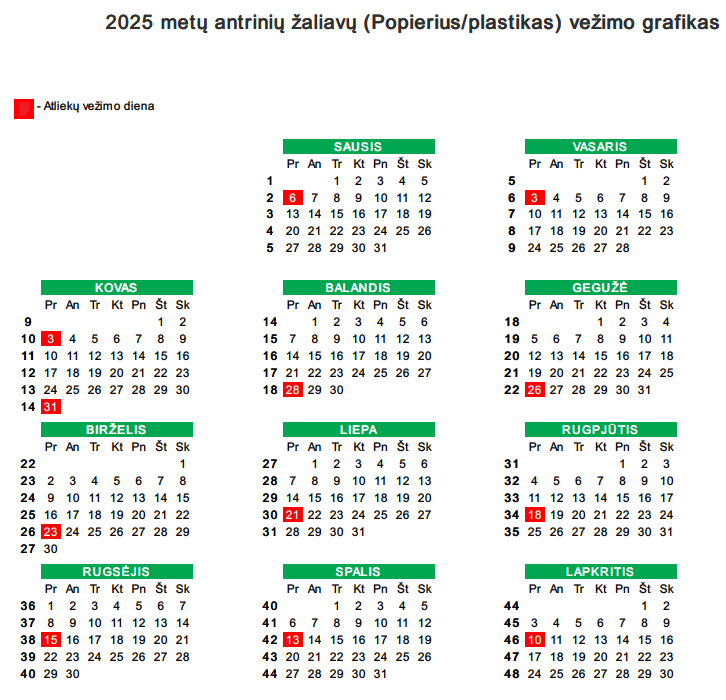 2025 metų antrinių žaliavų (Popierius/plastikas) vežimo grafikas
- Atliekų vežimo diena
SAUSIS
Pr An Tr Kt Pn Št Sk
1 1 2 3 4 5
2 6 7 8 9 10 11 12
3 13 14 15 16 17 18 19
4 20 21 22 23 24 25 26
5 27 28 29 30 31
VASARIS
Pr An Tr Kt Pn Št Sk
5 1 2
6 3 4 5 6 7 8 9
7 10 11 12 13 14 15 16
8 17 18 19 20 21 22 23
9 24 25 26 27 28
KOVAS
Pr An Tr Kt Pn Št Sk
9 1 2
10 3 4 5 6 7 8 9
11 10 11 12 13 14 15 16
12 17 18 19 20 21 22 23
13 24 25 26 27 28 29 30
14 31
BALANDIS
Pr An Tr Kt Pn Št Sk
14 1 2 3 4 5 6
15 7 8 9 10 11 12 13
16 14 15 16 17 18 19 20
17 21 22 23 24 25 26 27
18 28 29 30
GEGUŽĖ
Pr An Tr Kt Pn Št Sk
18 1 2 3 4
19 5 6 7 8 9 10 11
20 12 13 14 15 16 17 18
21 19 20 21 22 23 24 25
22 26 27 28 29 30 31
BIRŽELIS
Pr An Tr Kt Pn Št Sk
22 1
23 2 3 4 5 6 7 8
24 9 10 11 12 13 14 15
25 16 17 18 19 20 21 22
26 23 24 25 26 27 28 29
27 30
LIEPA
Pr An Tr Kt Pn Št Sk
27 1 2 3 4 5 6
28 7 8 9 10 11 12 13
29 14 15 16 17 18 19 20
30 21 22 23 24 25 26 27
31 28 29 30 31
RUGPJŪTIS
Pr An Tr Kt Pn Št Sk
31 1 2 3
32 4 5 6 7 8 9 10
33 11 12 13 14 15 16 17
34 18 19 20 21 22 23 24
35 25 26 27 28 29 30 31
RUGSĖJIS
Pr An Tr Kt Pn Št Sk
36 1 2 3 4 5 6 7
37 8 9 10 11 12 13 14
38 15 16 17 18 19 20 21
39 22 23 24 25 26 27 28
40 29 30
SPALIS
Pr An Tr Kt Pn Št Sk
40 1 2 3 4 5
41 6 7 8 9 10 11 12
42 13 14 15 16 17 18 19
43 20 21 22 23 24 25 26
44 27 28 29 30 31
LAPKRITIS
Pr An Tr Kt Pn Št Sk
44 1 2
45 3 4 5 6 7 8 9
46 10 11 12 13 14 15 16
47 17 18 19 20 21 22 23
48 24 25 26 27 28 29 30